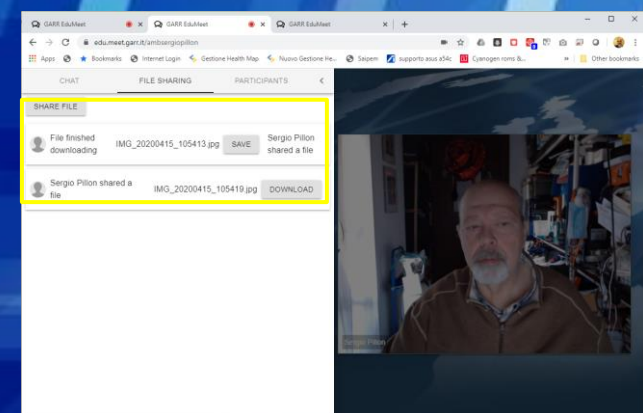 GARR EduMeet GARR EduMeet GARR EduMeet
edu.meet.garr.it/ambsergiopillon
Apps Bookmarks Internet Login Gestione Health Map Nuovo Gestione He... Seipem supporto asus a54c Cyanogen roms &... » Other bookmarks
CHAT FILE SHARING PARTICIPANTS
SHARE FILE
File finished downloading IMG_20200415_105413.jpg SAVE Sergio Pillon shared a file
Sergio Pillon shared a file IMG_20200415_105419.jpg DOWNLOAD
Sergio Pillon